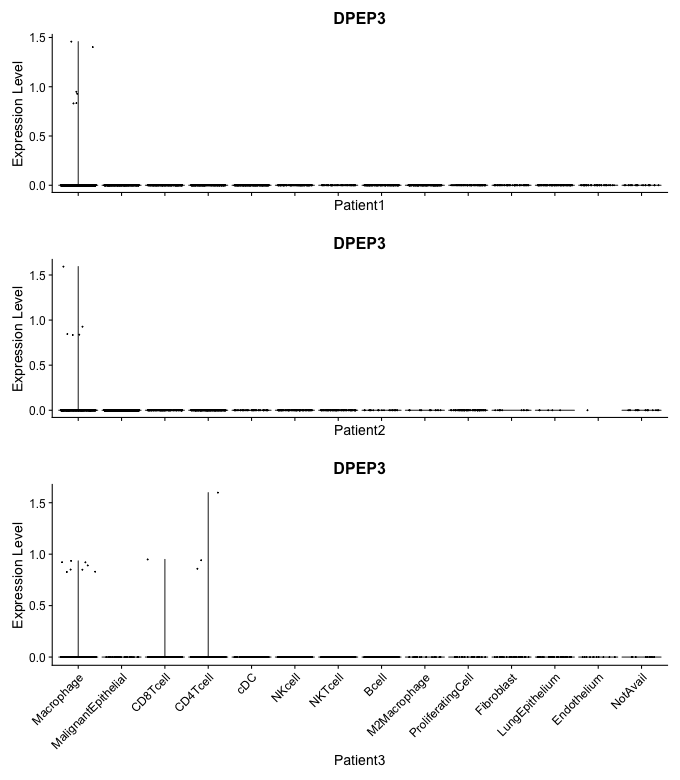 DPEP3
Expression Level
1.5
1.0
0.5
0.0
Patient1
DPEP3
Expression Level
1.5
1.0
0.5
0.0
Patient2
DPEP3
Expression Level
1.5
1.0
0.5
0.0
Macrophage
MalignantEpithelial
CD8Tcell
CD4Tcell
cDC
NKcell
NKTcell
Bcell
M2Macrophage
ProliferatingCell
Fibroblast
LungEpithelium
Endothelium
NotAvail
Patient3